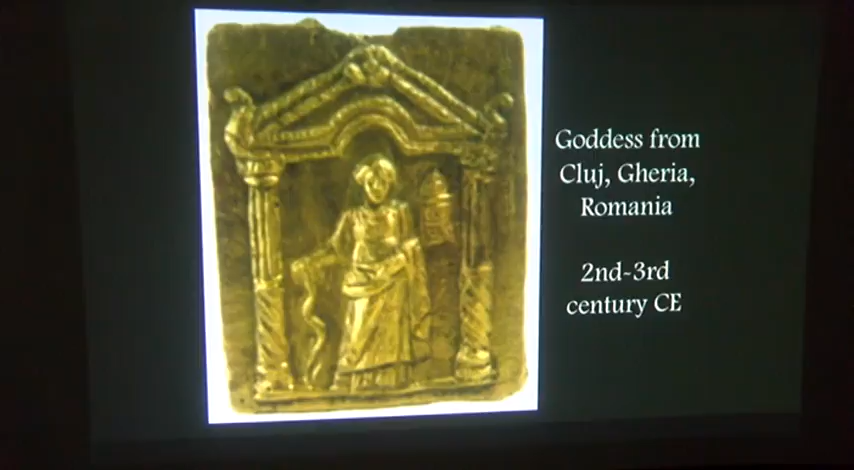 Goddess from
Cluj, Gheria,
Romania
2nd-3rd
century CE